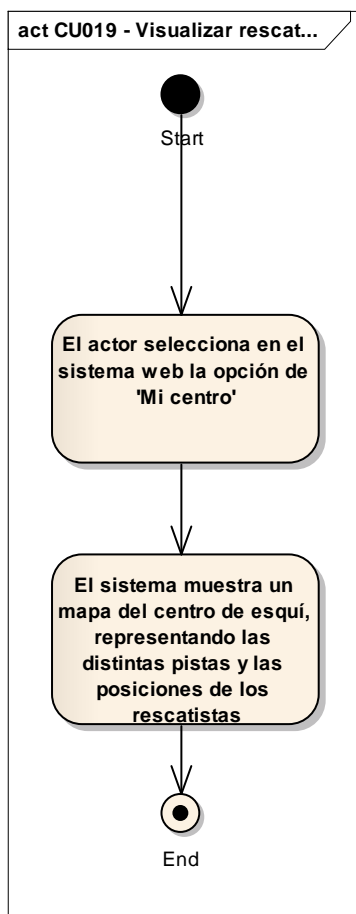 act CU019 - Visualizar rescat...
Start
El actor selecciona en el
sistema web la opción de
'Mi centro'
El sistema muestra un
mapa del centro de esquí,
representando las
distintas pistas y las
posiciones de los
rescatistas
End